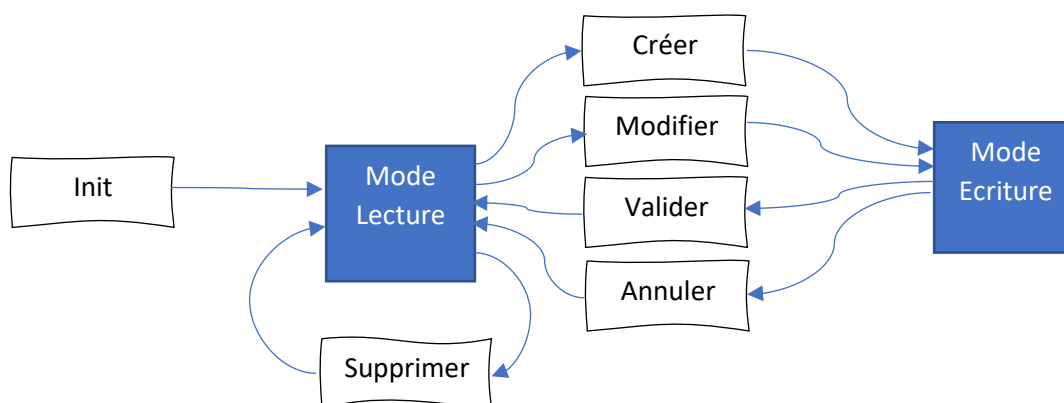 Créer
Modifier
Init
Mode
Lecture
Valider
Mode
Ecriture
Annuler
Supprimer